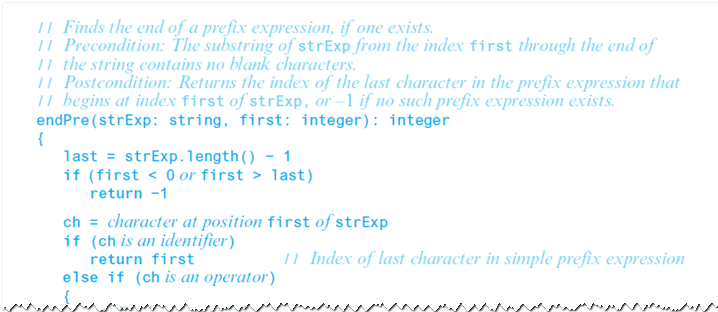 // Finds the end of a prefix expression, if one exists.
// Precondition: The substring of strExp from the index first through the end of
// the string contains no blank characters.
// Postcondition: Returns the index of the last character in the prefix expression that
// begins at index first of strExp, or –1 if no such prefix expression exists.
endPre(strExp: string, first: integer): integer
{
last = strExp.length() - 1
if (first < 0 or first > last)
return -1
ch = character at position first of strExp
if (ch is an identifier)
return first // Index of last character in simple prefix expression
else if (ch is an operator)
{